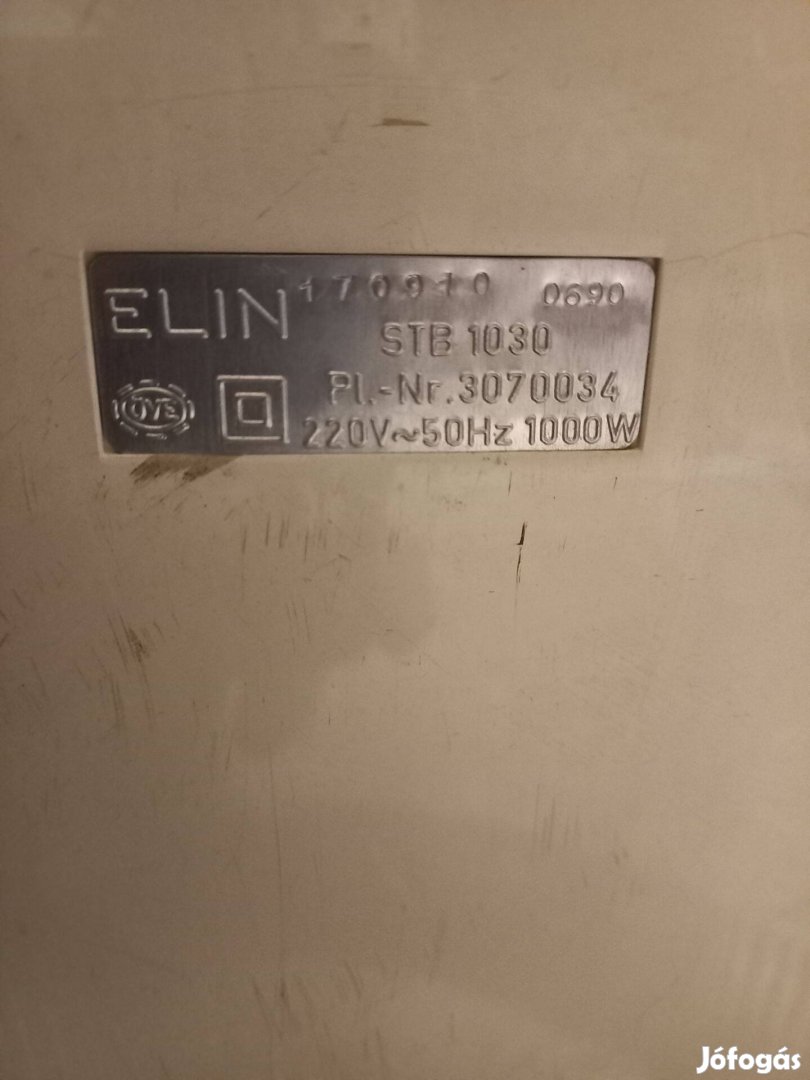 ELIN 170910 0690
STB 1030
Pl.-Nr.3070034
ÖVE 220V~50Hz 1000W
Jófogás